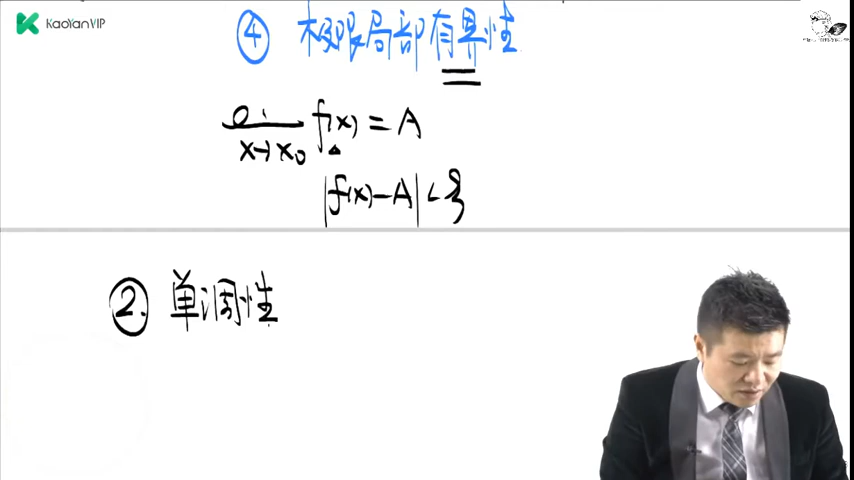 KaoYanVIP
④ 极限局部有界性
lim f(x) = A
x→x₀
|f(x)-A|<ξ
②. 单调性